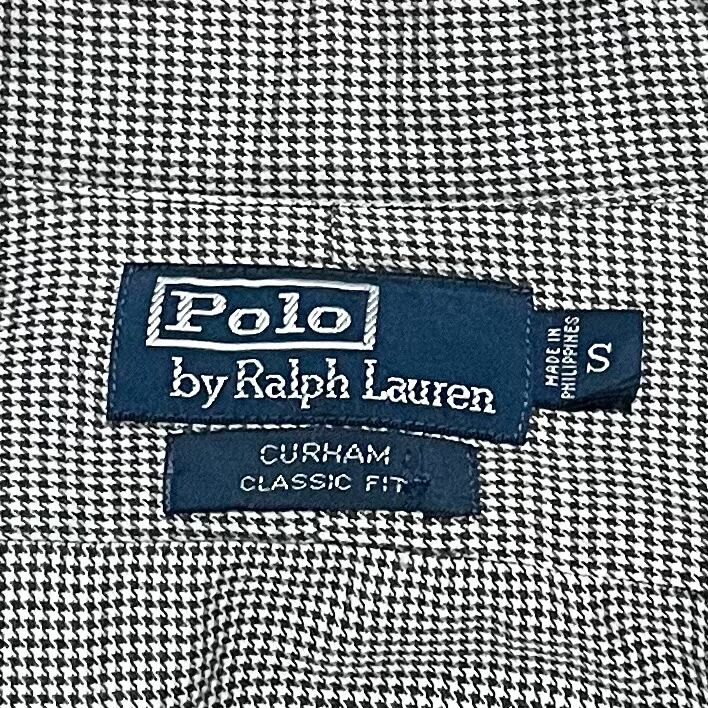 Polo
by Ralph Lauren
MADE IN
PHILIPPINES
S
CURHAM
CLASSIC FIT